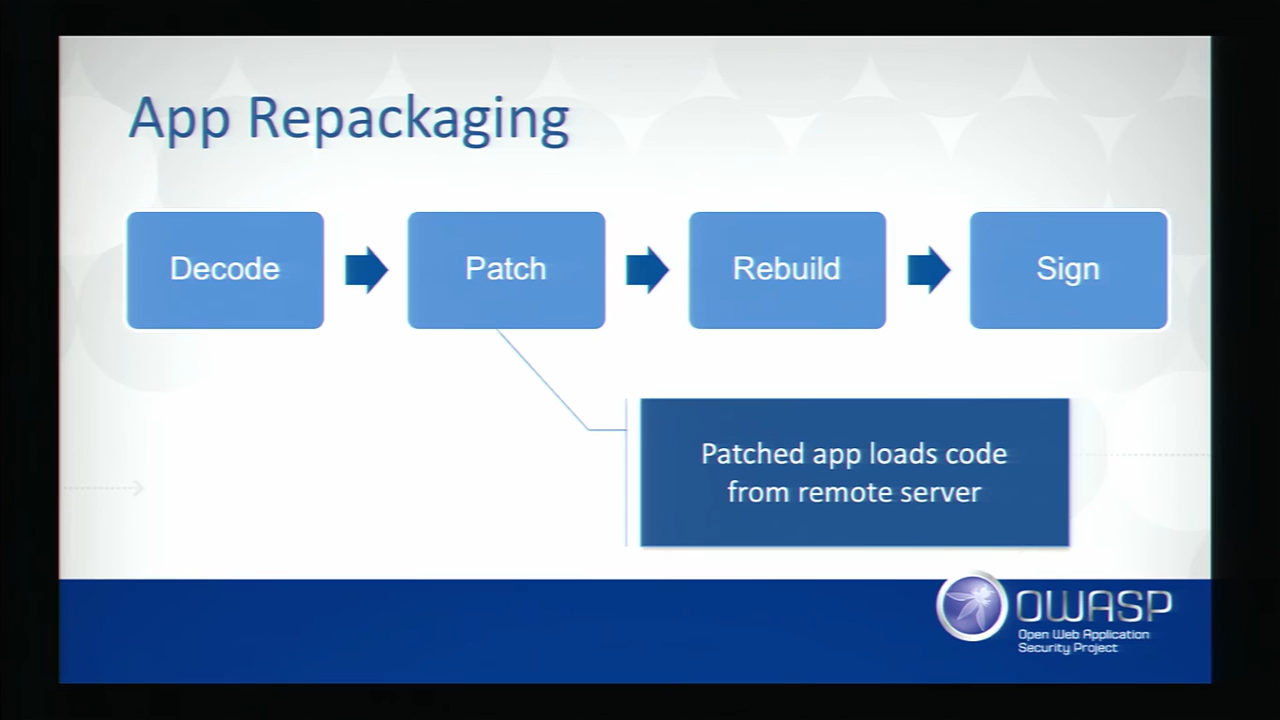 App Repackaging
Decode
Patch
Rebuild
Sign
Patched app loads code
from remote server
OWASP
Open Web Application
Security Project